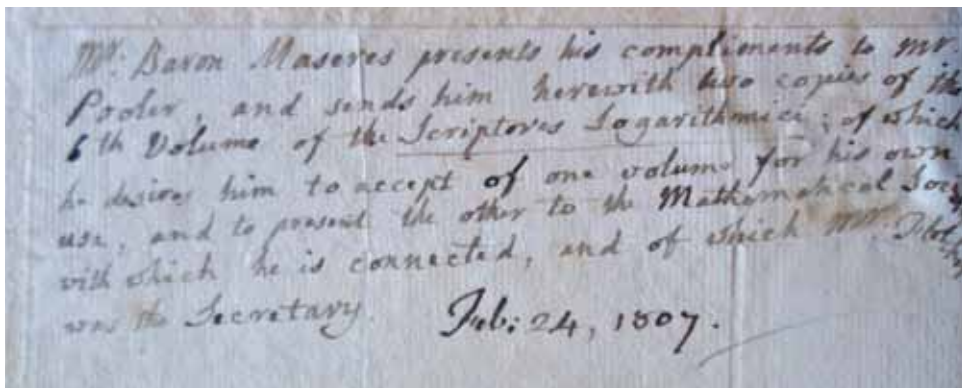 Mr. Baron Maseres presents his compliments to Mr.
Pooler, and sends him herewith two copies of the
6th Volume of the Scriptores Logarithmici; of which
he desires him to accept of one volume for his own
use, and to present the other to the Mathematical Society
with which he is connected, and of which Mr.
was the Secretary. Feb: 24, 1807.